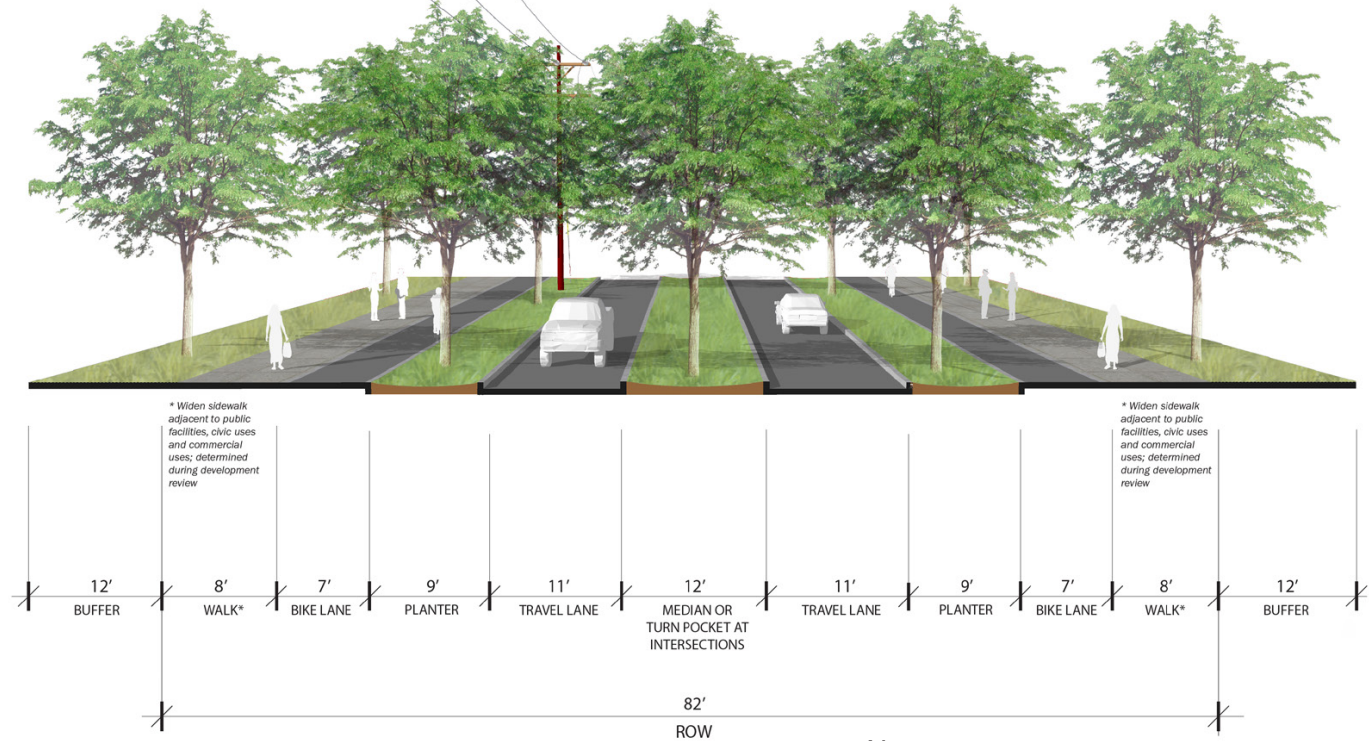 * Widen sidewalk
adjacent to public
facilities, civic uses
and commercial
uses; determined
during development
review
* Widen sidewalk
adjacent to public
facilities, civic uses
and commercial
uses; determined
during development
review
12’ 8’ 7’ 9’ 11’ 12’ 11’ 9’ 7’ 8’ 12’
BUFFER WALK* BIKE LANE PLANTER TRAVEL LANE MEDIAN OR TRAVEL LANE PLANTER BIKE LANE WALK* BUFFER
TURN POCKET AT
INTERSECTIONS
82’
ROW